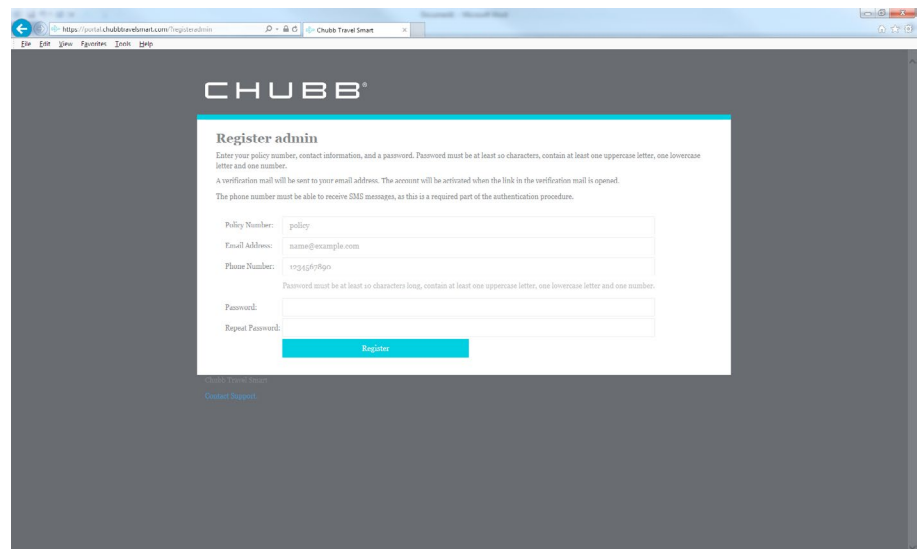 Document1 - Microsoft Word
https://portal.chubbtravelsmart.com/?registeradmin
Chubb Travel Smart
File Edit View Favorites Tools Help
CHUBB®
Register admin
Enter your policy number, contact information, and a password. Password must be at least 10 characters, contain at least one uppercase letter, one lowercase
letter and one number.
A verification mail will be sent to your email address. The account will be activated when the link in the verification mail is opened.
The phone number must be able to receive SMS messages, as this is a required part of the authentication procedure.
Policy Number: policy
Email Address: name@example.com
Phone Number: 1234567890
Password must be at least 10 characters long, contain at least one uppercase letter, one lowercase letter and one number.
Password:
Repeat Password:
Register
Chubb Travel Smart
Contact Support